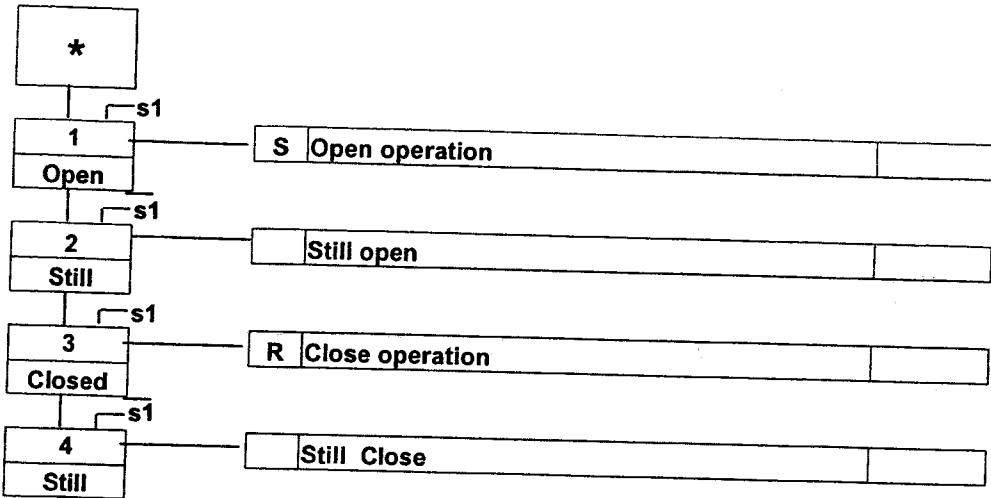 *
s1
1
S Open operation
Open
s1
2
Still open
Still
s1
3
R Close operation
Closed
s1
4
Still Close
Still